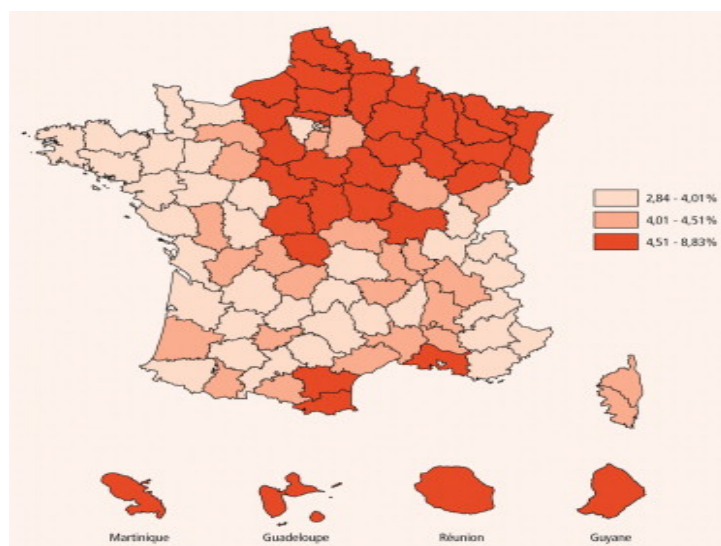 2,84 - 4,01%
4,01 - 4,51%
4,51 - 8,83%
Martinique
Guadeloupe
Réunion
Guyane